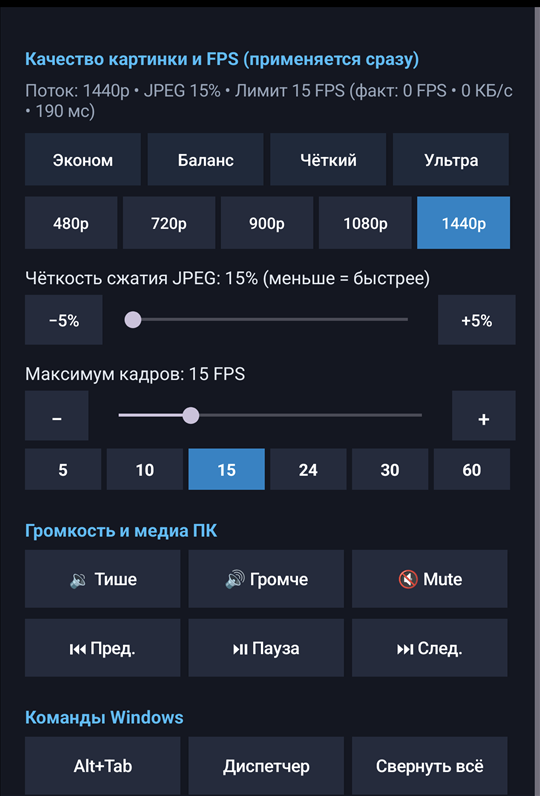 Качество картинки и FPS (применяется сразу)
Поток: 1440p • JPEG 15% • Лимит 15 FPS (факт: 0 FPS • 0 КБ/с
• 190 мс)
Эконом Баланс Чёткий Ультра
480p 720p 900p 1080p 1440p
Чёткость сжатия JPEG: 15% (меньше = быстрее)
−5% +5%
Максимум кадров: 15 FPS
− +
5 10 15 24 30 60
Громкость и медиа ПК
🔉 Тише 🔊 Громче 🔇 Mute
⏮ Пред. ⏯ Пауза ⏭ След.
Команды Windows
Alt+Tab Диспетчер Свернуть всё